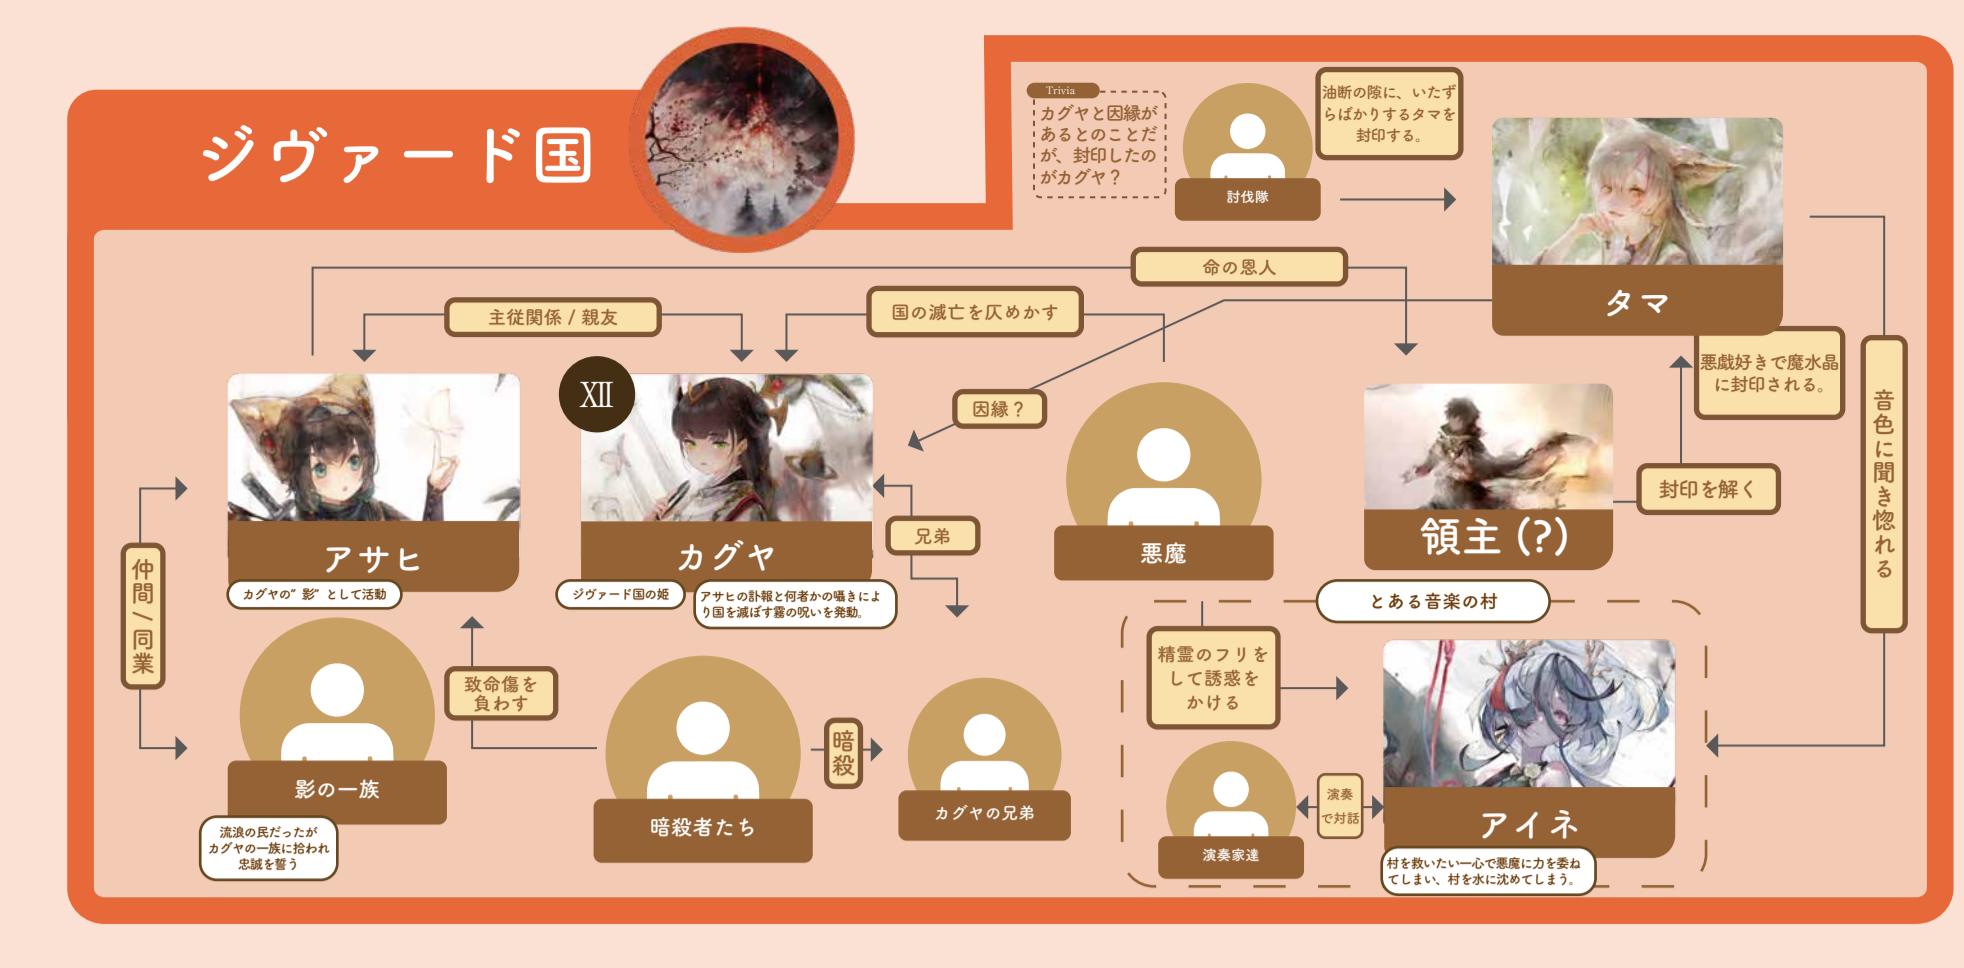 ジヴァード国
Trivia
カグヤと因縁が
あるとのことだ
が、封印したの
がカグヤ？
討伐隊
油断の隙に、いたず
らばかりするタマを
封印する。
タマ
命の恩人
主従関係 / 親友
国の滅亡を仄めかす
因縁？
悪戯好きで魔水晶
に封印される。
音色に聞き惚れる
XII
アサヒ
カグヤの”影”として活動
カグヤ
ジヴァード国の姫
アサヒの訃報と何者かの囁きによ
り国を滅ぼす霧の呪いを発動。
兄弟
悪魔
領主 (?)
封印を解く
仲間/同業
影の一族
流浪の民だったが
カグヤの一族に拾われ
忠誠を誓う
致命傷を
負わす
暗殺者たち
暗殺
カグヤの兄弟
とある音楽の村
精霊のフリを
して誘惑を
かける
演奏家達
演奏
で対話
アイネ
村を救いたい一心で悪魔に力を委ね
てしまい、村を水に沈めてしまう。